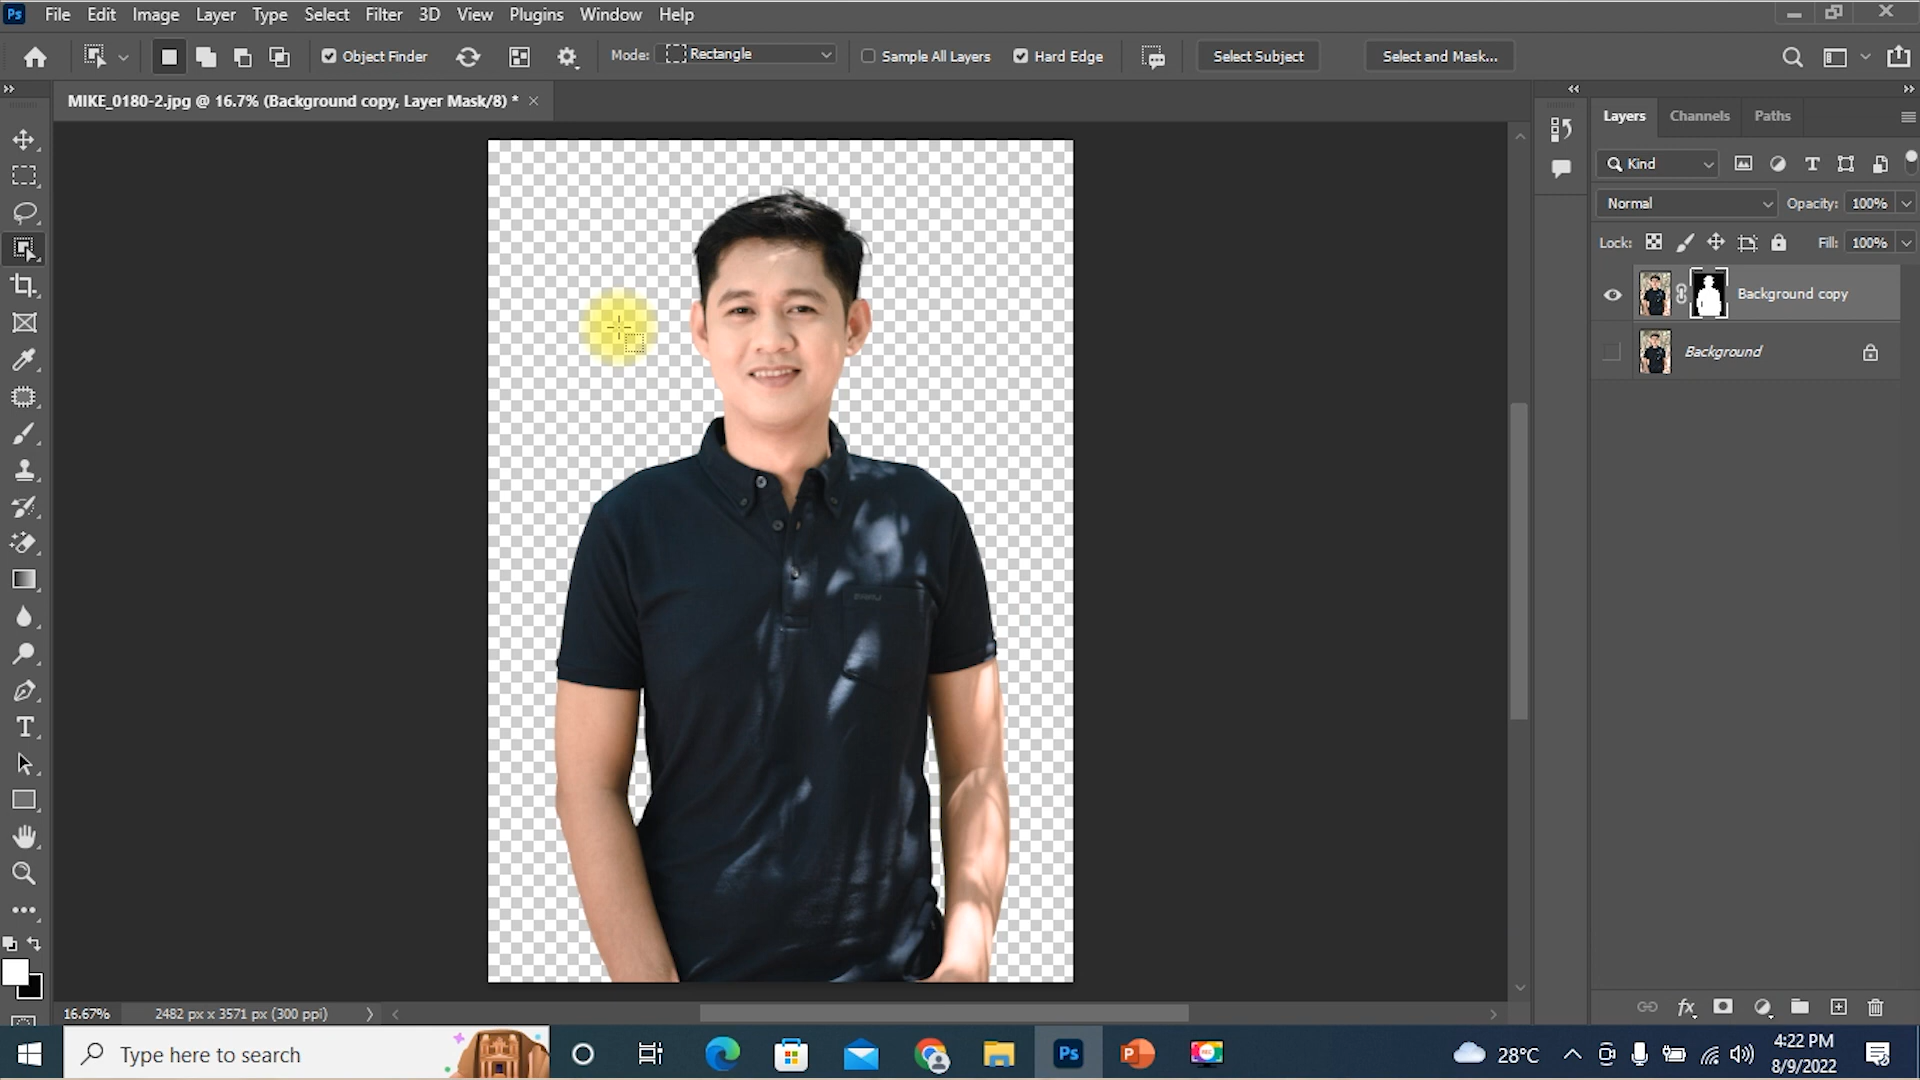 Ps File Edit Image Layer Type Select Filter 3D View Plugins Window Help
Object Finder Mode: Rectangle Sample All Layers Hard Edge Select Subject Select and Mask...
MIKE_0180-2.jpg @ 16.7% (Background copy, Layer Mask/8) *
Layers Channels Paths
Kind
Normal Opacity: 100%
Lock: Fill: 100%
Background copy
Background
16.67% 2482 px x 3571 px (300 ppi)
Type here to search
Ps
28°C
4:22 PM
8/9/2022